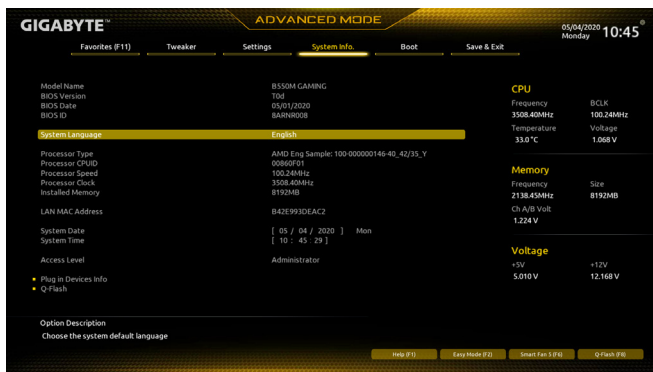 GIGABYTE™
ADVANCED MODE
05/04/2020
Monday
10:45
Favorites (F11) Tweaker Settings System Info. Boot Save & Exit
Model Name B550M GAMING
BIOS Version T0d
BIOS Date 05/01/2020
BIOS ID 8ARNR008
System Language English
Processor Type AMD Eng Sample: 100-000000146-40_42/35_Y
Processor CPUID 00860F01
Processor Speed 100.24MHz
Processor Clock 3508.40MHz
Installed Memory 8192MB
LAN MAC Address B42E993DEAC2
System Date [ 05 / 04 / 2020 ] Mon
System Time [ 10 : 45 : 29 ]
Access Level Administrator
Plug in Devices Info
Q-Flash
CPU
Frequency BCLK
3508.40MHz 100.24MHz
Temperature Voltage
33.0 °C 1.068 V
Memory
Frequency Size
2138.45MHz 8192MB
Ch A/B Volt
1.224 V
Voltage
+5V +12V
5.010 V 12.168 V
Option Description
Choose the system default language
Help (F1) Easy Mode (F2) Smart Fan 5 (F6) Q-Flash (F8)